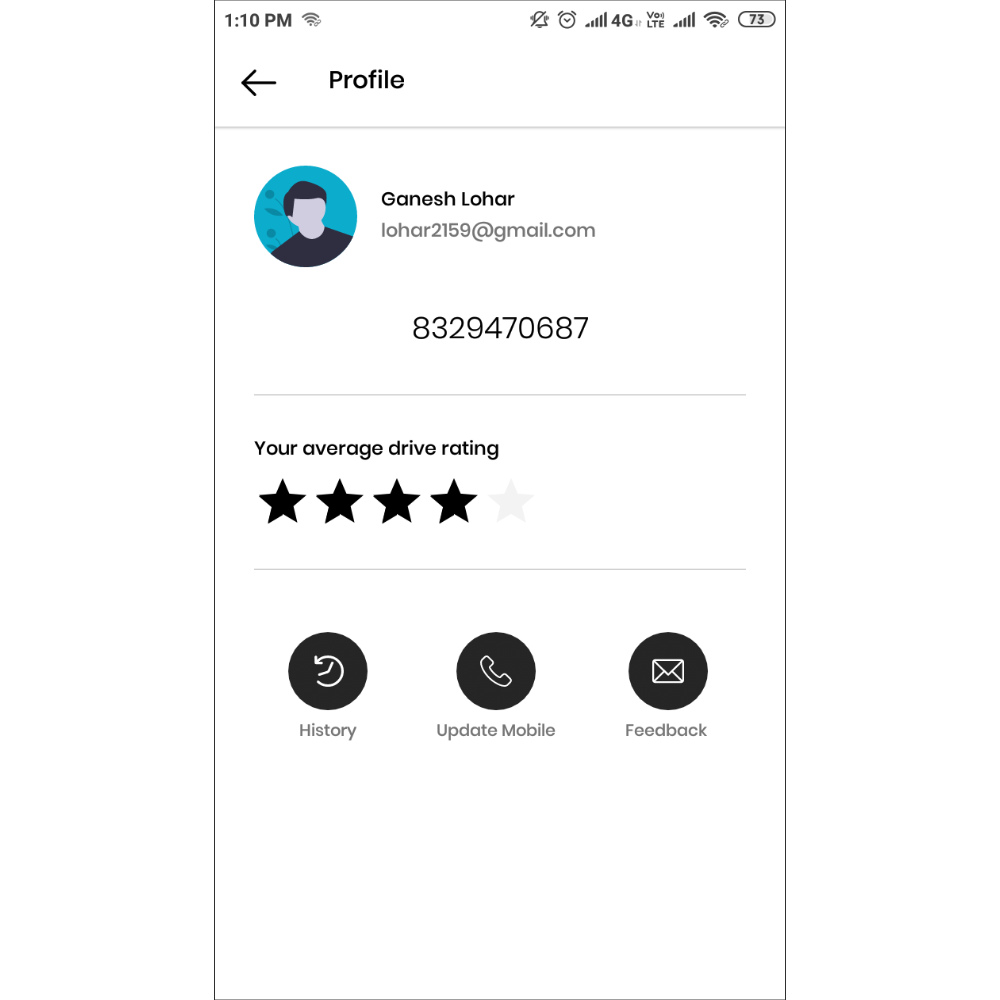 1:10 PM 4G VoD LTE 73
Profile
Ganesh Lohar
lohar2159@gmail.com
8329470687
Your average drive rating
History Update Mobile Feedback